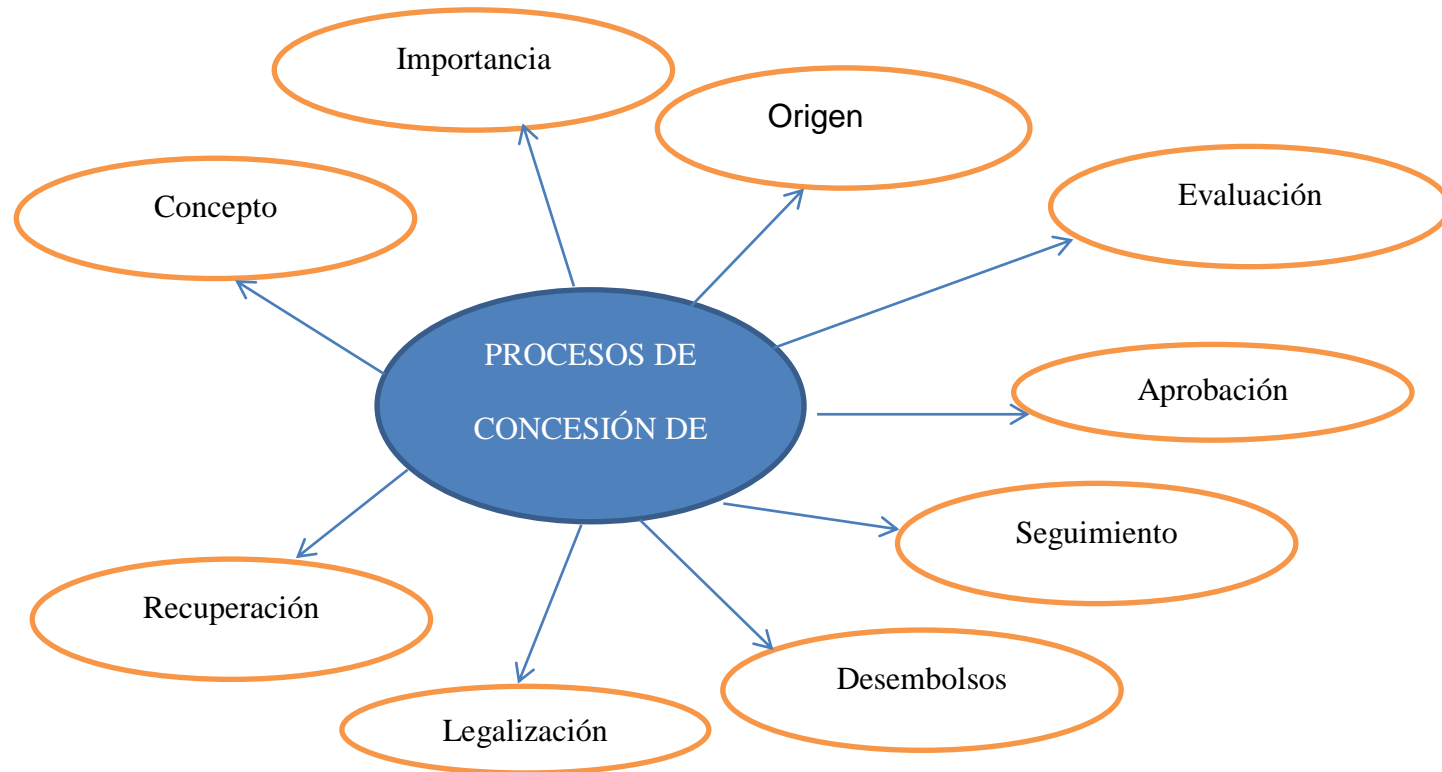 Importancia
Origen
Evaluación
Concepto
PROCESOS DE
CONCESIÓN DE
Aprobación
Seguimiento
Recuperación
Desembolsos
Legalización